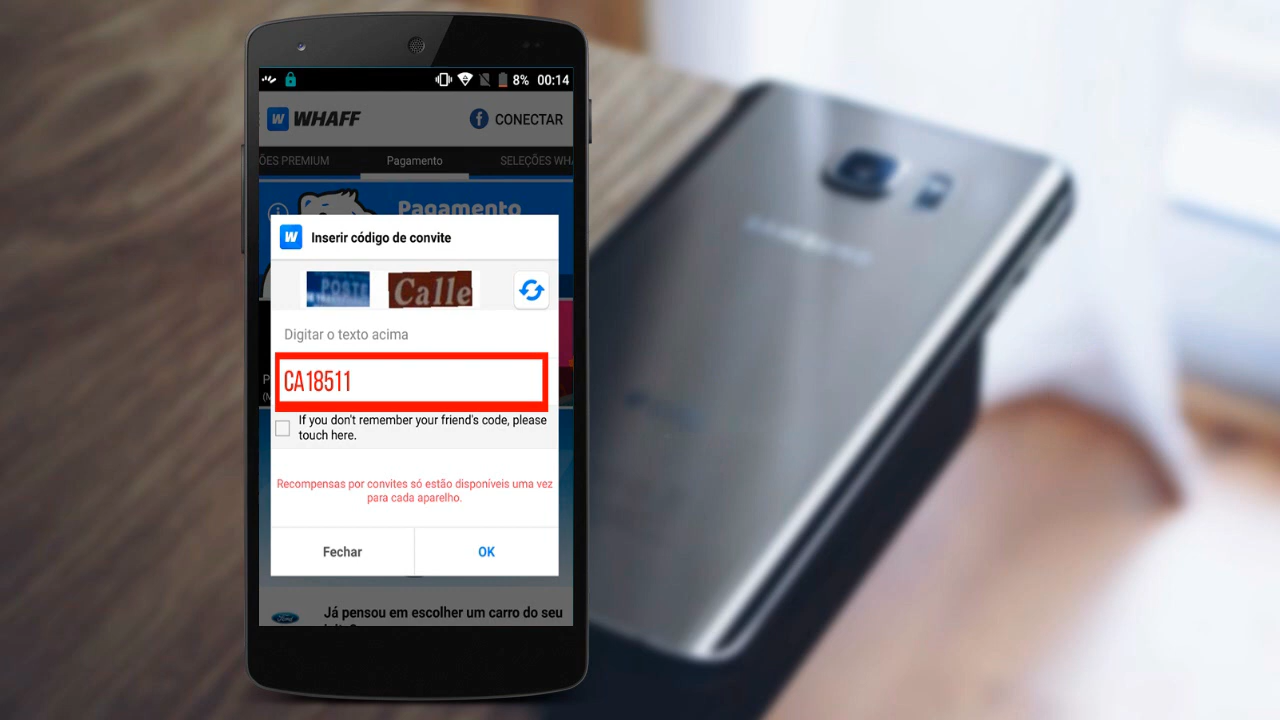 8% 00:14
W WHAFF f CONECTAR
ÕES PREMIUM Pagamento SELEÇÕES WHA
Pagamento
W Inserir código de convite
POSTE Calle
Digitar o texto acima
CA18511
If you don't remember your friend's code, please
touch here.
Recompensas por convites só estão disponíveis uma vez
para cada aparelho.
Fechar OK
Já pensou em escolher um carro do seu